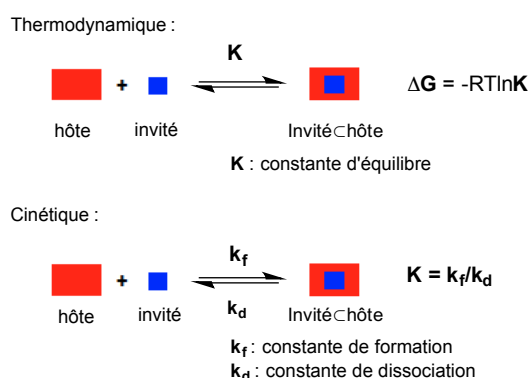 Thermodynamique :
K
+
ΔG = -RTlnK
hôte invité Invité⊂hôte
K : constante d'équilibre
Cinétique :
kf
+
K = kf/kd
kd
hôte invité Invité⊂hôte
kf : constante de formation
kd : constante de dissociation